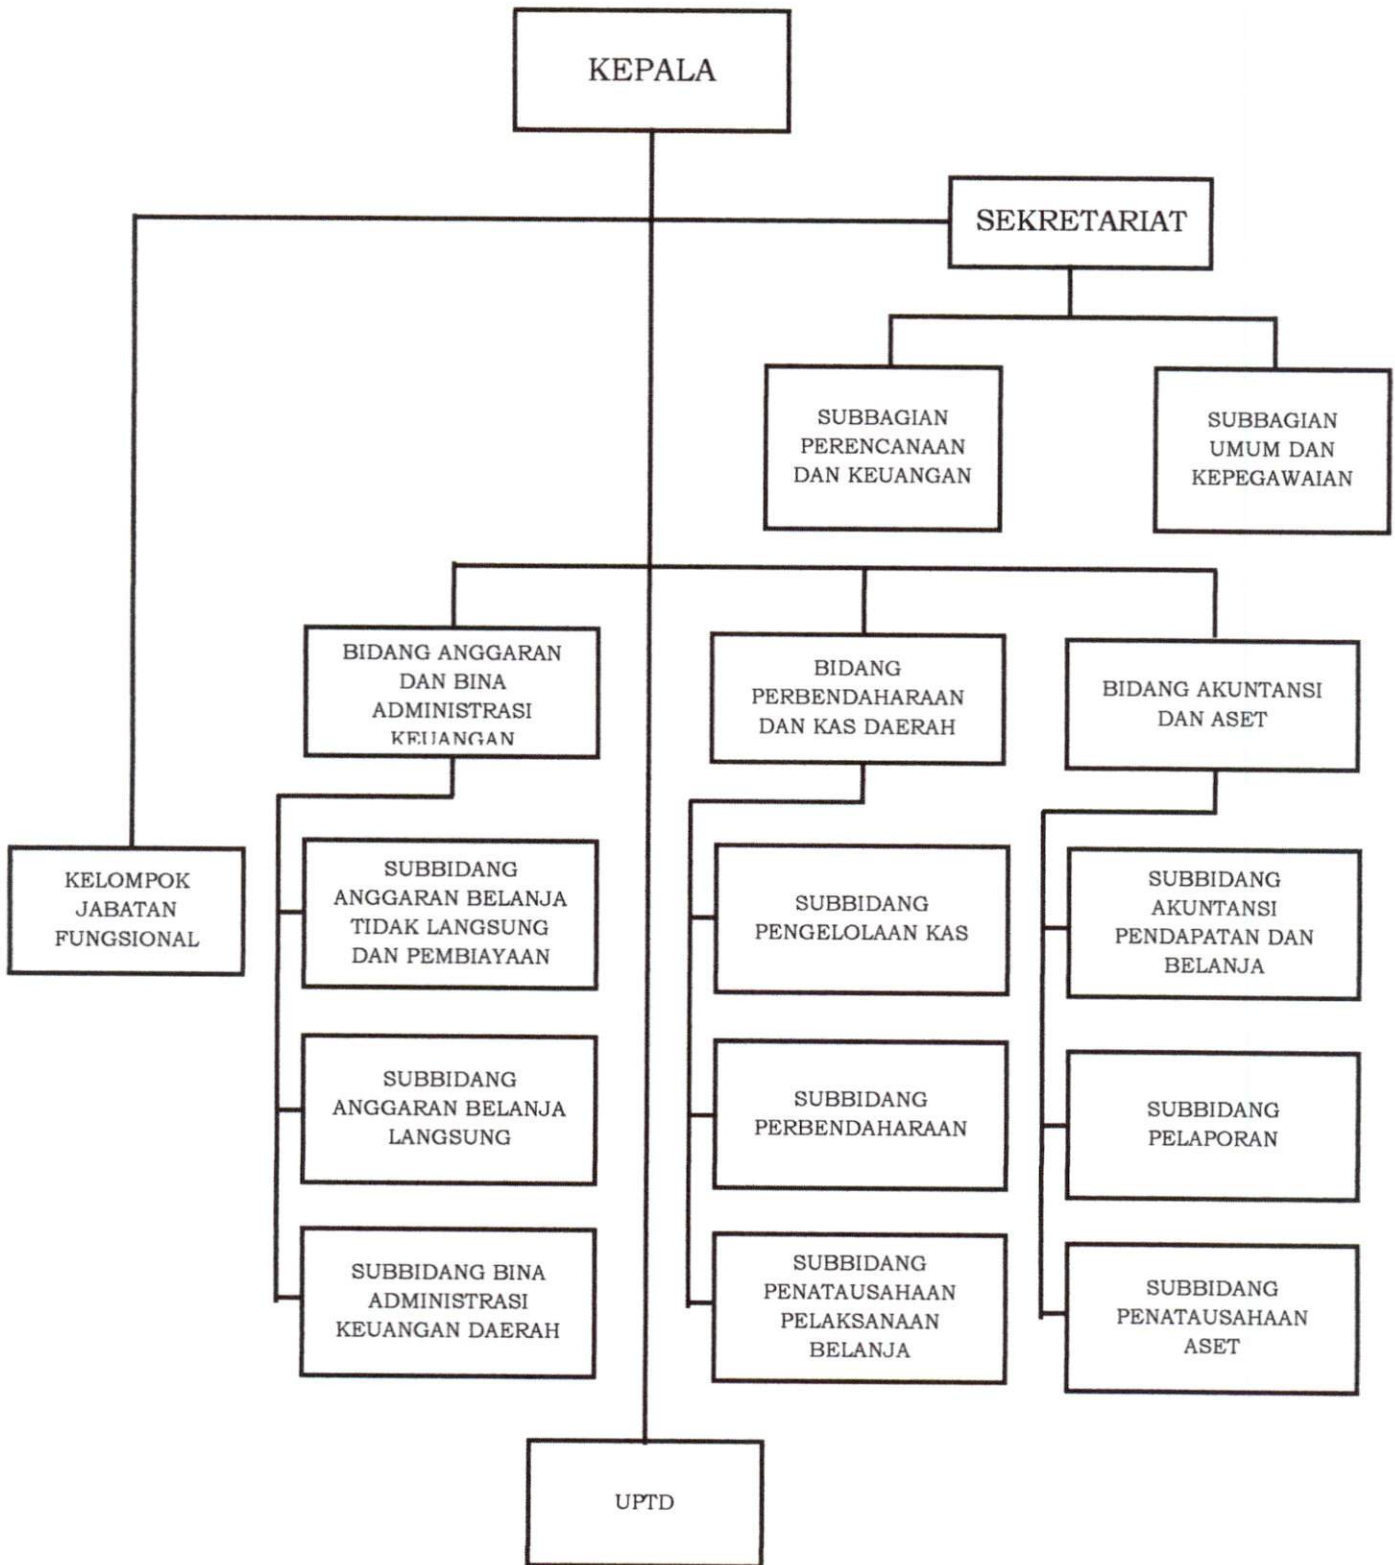 KEPALA
SEKRETARIAT
SUBBAGIAN
PERENCANAAN
DAN KEUANGAN
SUBBAGIAN
UMUM DAN
KEPEGAWAIAN
BIDANG ANGGARAN
DAN BINA
ADMINISTRASI
KEUANGAN
BIDANG
PERBENDAHARAAN
DAN KAS DAERAH
BIDANG AKUNTANSI
DAN ASET
KELOMPOK
JABATAN
FUNGSIONAL
SUBBIDANG
ANGGARAN BELANJA
TIDAK LANGSUNG
DAN PEMBIAYAAN
SUBBIDANG
PENGELOLAAN KAS
SUBBIDANG
AKUNTANSI
PENDAPATAN DAN
BELANJA
SUBBIDANG
ANGGARAN BELANJA
LANGSUNG
SUBBIDANG
PERBENDAHARAAN
SUBBIDANG
PELAPORAN
SUBBIDANG BINA
ADMINISTRASI
KEUANGAN DAERAH
SUBBIDANG
PENATAUSAHAAN
PELAKSANAAN
BELANJA
SUBBIDANG
PENATAUSAHAAN
ASET
UPTD